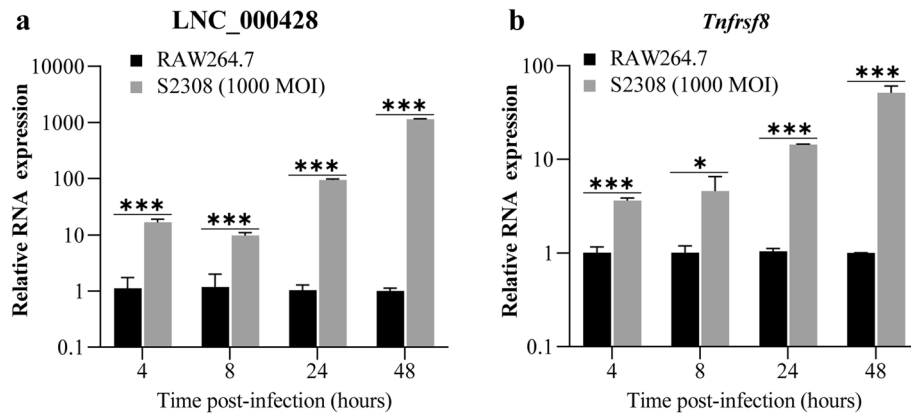 a
LNC_000428
RAW264.7
S2308 (1000 MOI)
Relative RNA expression
10000
1000
100
10
1
0.1
***
***
***
***
4
8
24
48
Time post-infection (hours)
b
Tnfrsf8
RAW264.7
S2308 (1000 MOI)
Relative RNA expression
100
10
1
0.1
***
*
***
***
4
8
24
48
Time post-infection (hours)